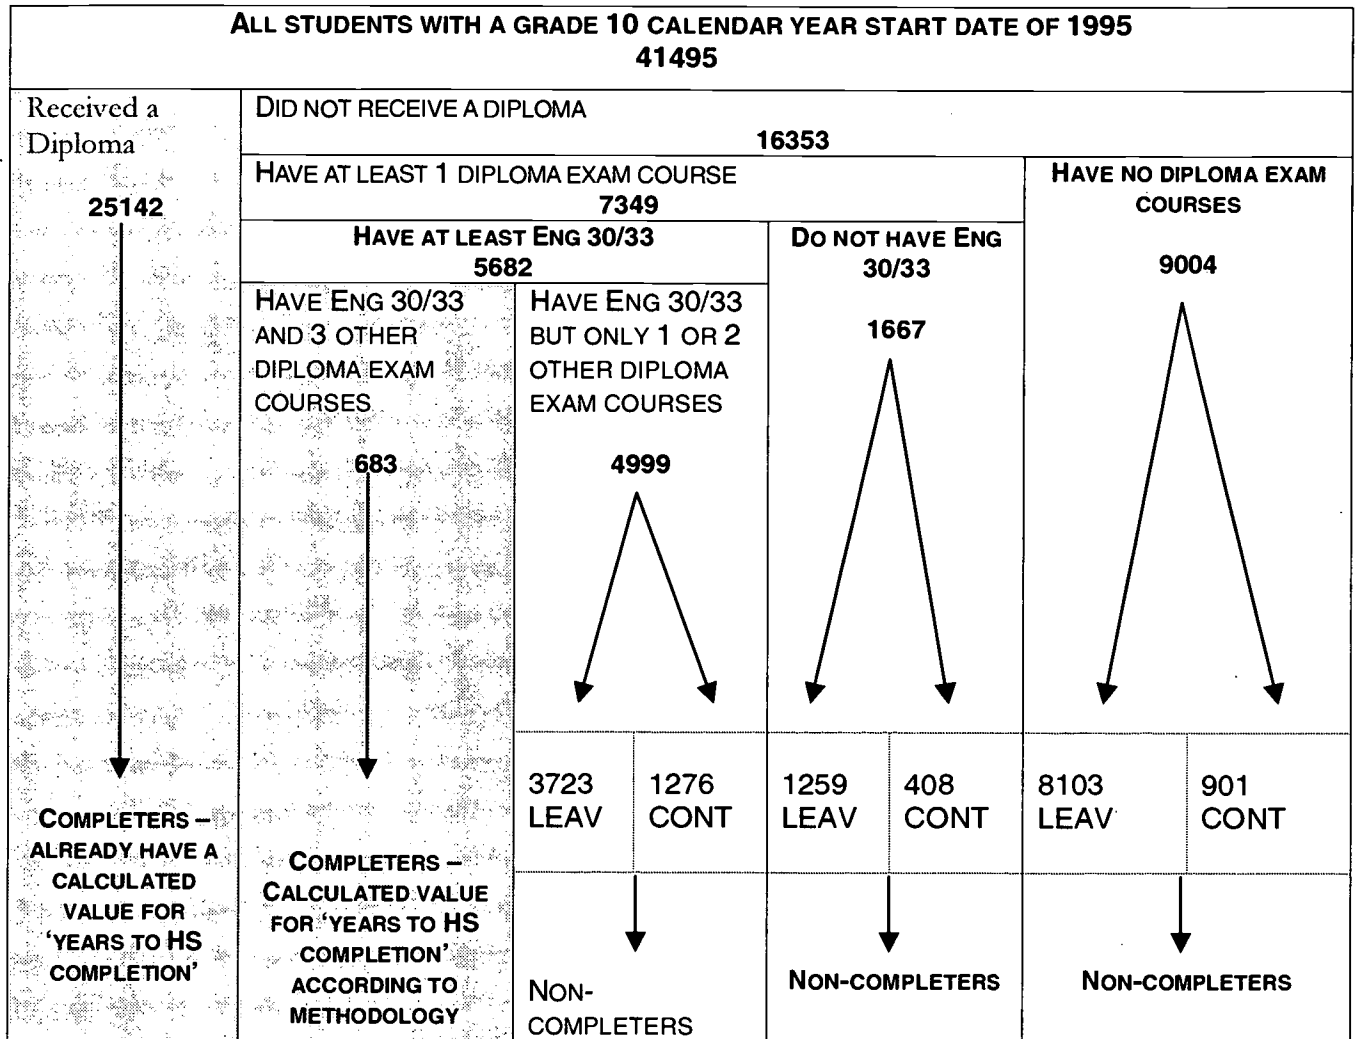 ALL STUDENTS WITH A GRADE 10 CALENDAR YEAR START DATE OF 1995
41495
Received a
Diploma
25142
DID NOT RECEIVE A DIPLOMA
16353
HAVE AT LEAST 1 DIPLOMA EXAM COURSE
7349
HAVE NO DIPLOMA EXAM
COURSES
9004
HAVE AT LEAST ENG 30/33
5682
DO NOT HAVE ENG
30/33
1667
HAVE ENG 30/33
AND 3 OTHER
DIPLOMA EXAM
COURSES
683
HAVE ENG 30/33
BUT ONLY 1 OR 2
OTHER DIPLOMA
EXAM COURSES
4999
3723
LEAV
1276
CONT
1259
LEAV
408
CONT
8103
LEAV
901
CONT
COMPLETERS –
ALREADY HAVE A
CALCULATED
VALUE FOR
'YEARS TO HS
COMPLETION'
COMPLETERS –
CALCULATED VALUE
FOR 'YEARS TO HS
COMPLETION'
ACCORDING TO
METHODOLOGY
NON-
COMPLETERS
NON-COMPLETERS
NON-COMPLETERS